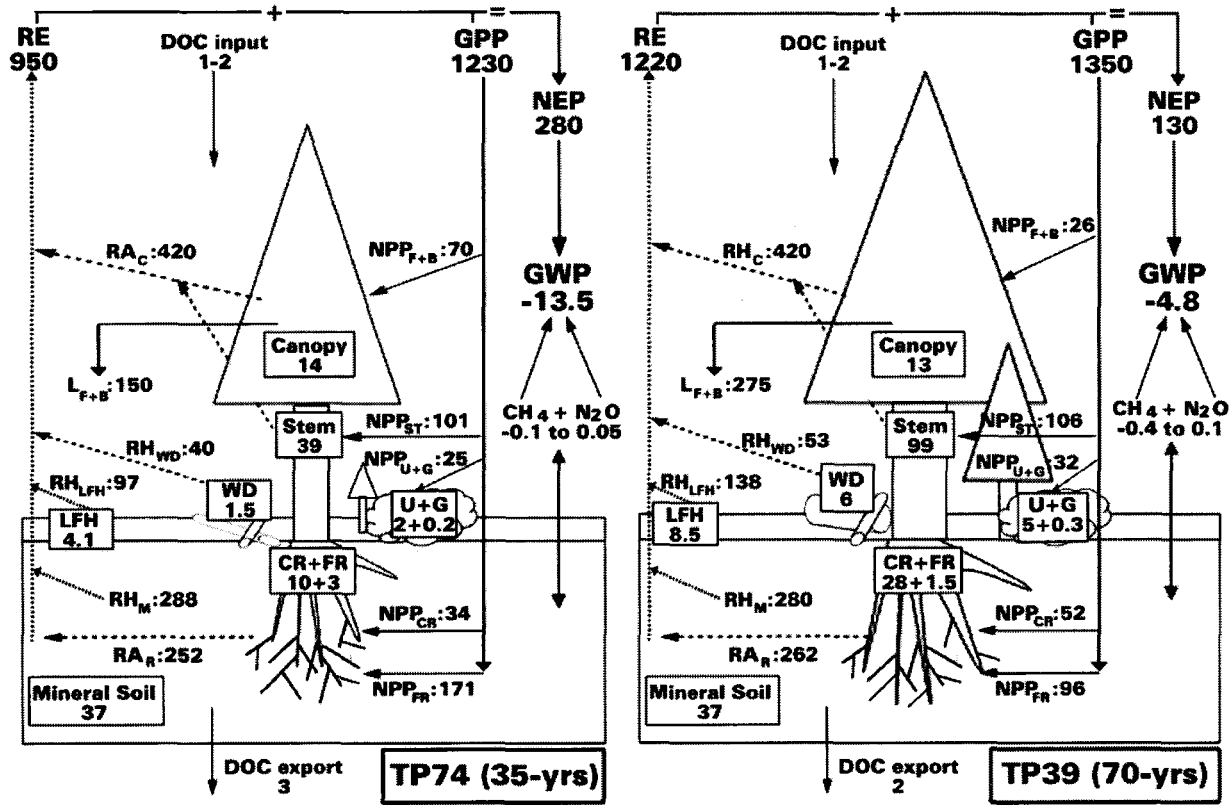 + =
RE
950
DOC input
1-2
GPP
1230
NEP
280
RA_C:420
NPP_F+B:70
GWP
-13.5
Canopy
14
L_F+B:150
CH4 + N2O
-0.1 to 0.05
Stem
39
NPP_ST:101
RH_WD:40
NPP_U+G:25
RH_LFH:97
WD
1.5
U+G
2+0.2
LFH
4.1
CR+FR
10+3
RH_M:288
NPP_CR:34
RA_R:252
NPP_FR:171
Mineral Soil
37
DOC export
3
TP74 (35-yrs)
+ =
RE
1220
DOC input
1-2
GPP
1350
NEP
130
NPP_F+B:26
RH_C:420
GWP
-4.8
Canopy
13
L_F+B:275
CH4 + N2O
-0.4 to 0.1
Stem
99
NPP_ST:106
RH_WD:53
NPP_U+G:32
RH_LFH:138
WD
6
U+G
5+0.3
LFH
8.5
CR+FR
28+1.5
RH_M:280
NPP_CR:52
RA_R:262
NPP_FR:96
Mineral Soil
37
DOC export
2
TP39 (70-yrs)